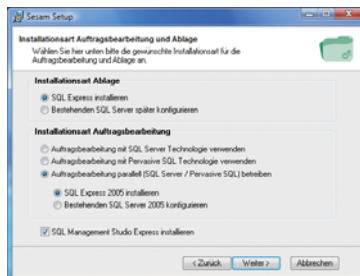 Sesam Setup
Installationsart Auftragsbearbeitung und Ablage
Wählen Sie hier unten bitte die gewünschte Installationsart für die
Auftragsbearbeitung und Ablage an.
Installationsart Ablage
SQL Express installieren
Bestehenden SQL Server später konfigurieren
Installationsart Auftragsbearbeitung
Auftragsbearbeitung mit SQL Server Technologie verwenden
Auftragsbearbeitung mit Pervasive SQL Technologie verwenden
Auftragsbearbeitung parallel (SQL Server / Pervasive SQL) betreiben
SQL Express 2005 installieren
Bestehenden SQL Server 2005 konfigurieren
SQL Management Studio Express installieren
< Zurück Weiter > Abbrechen